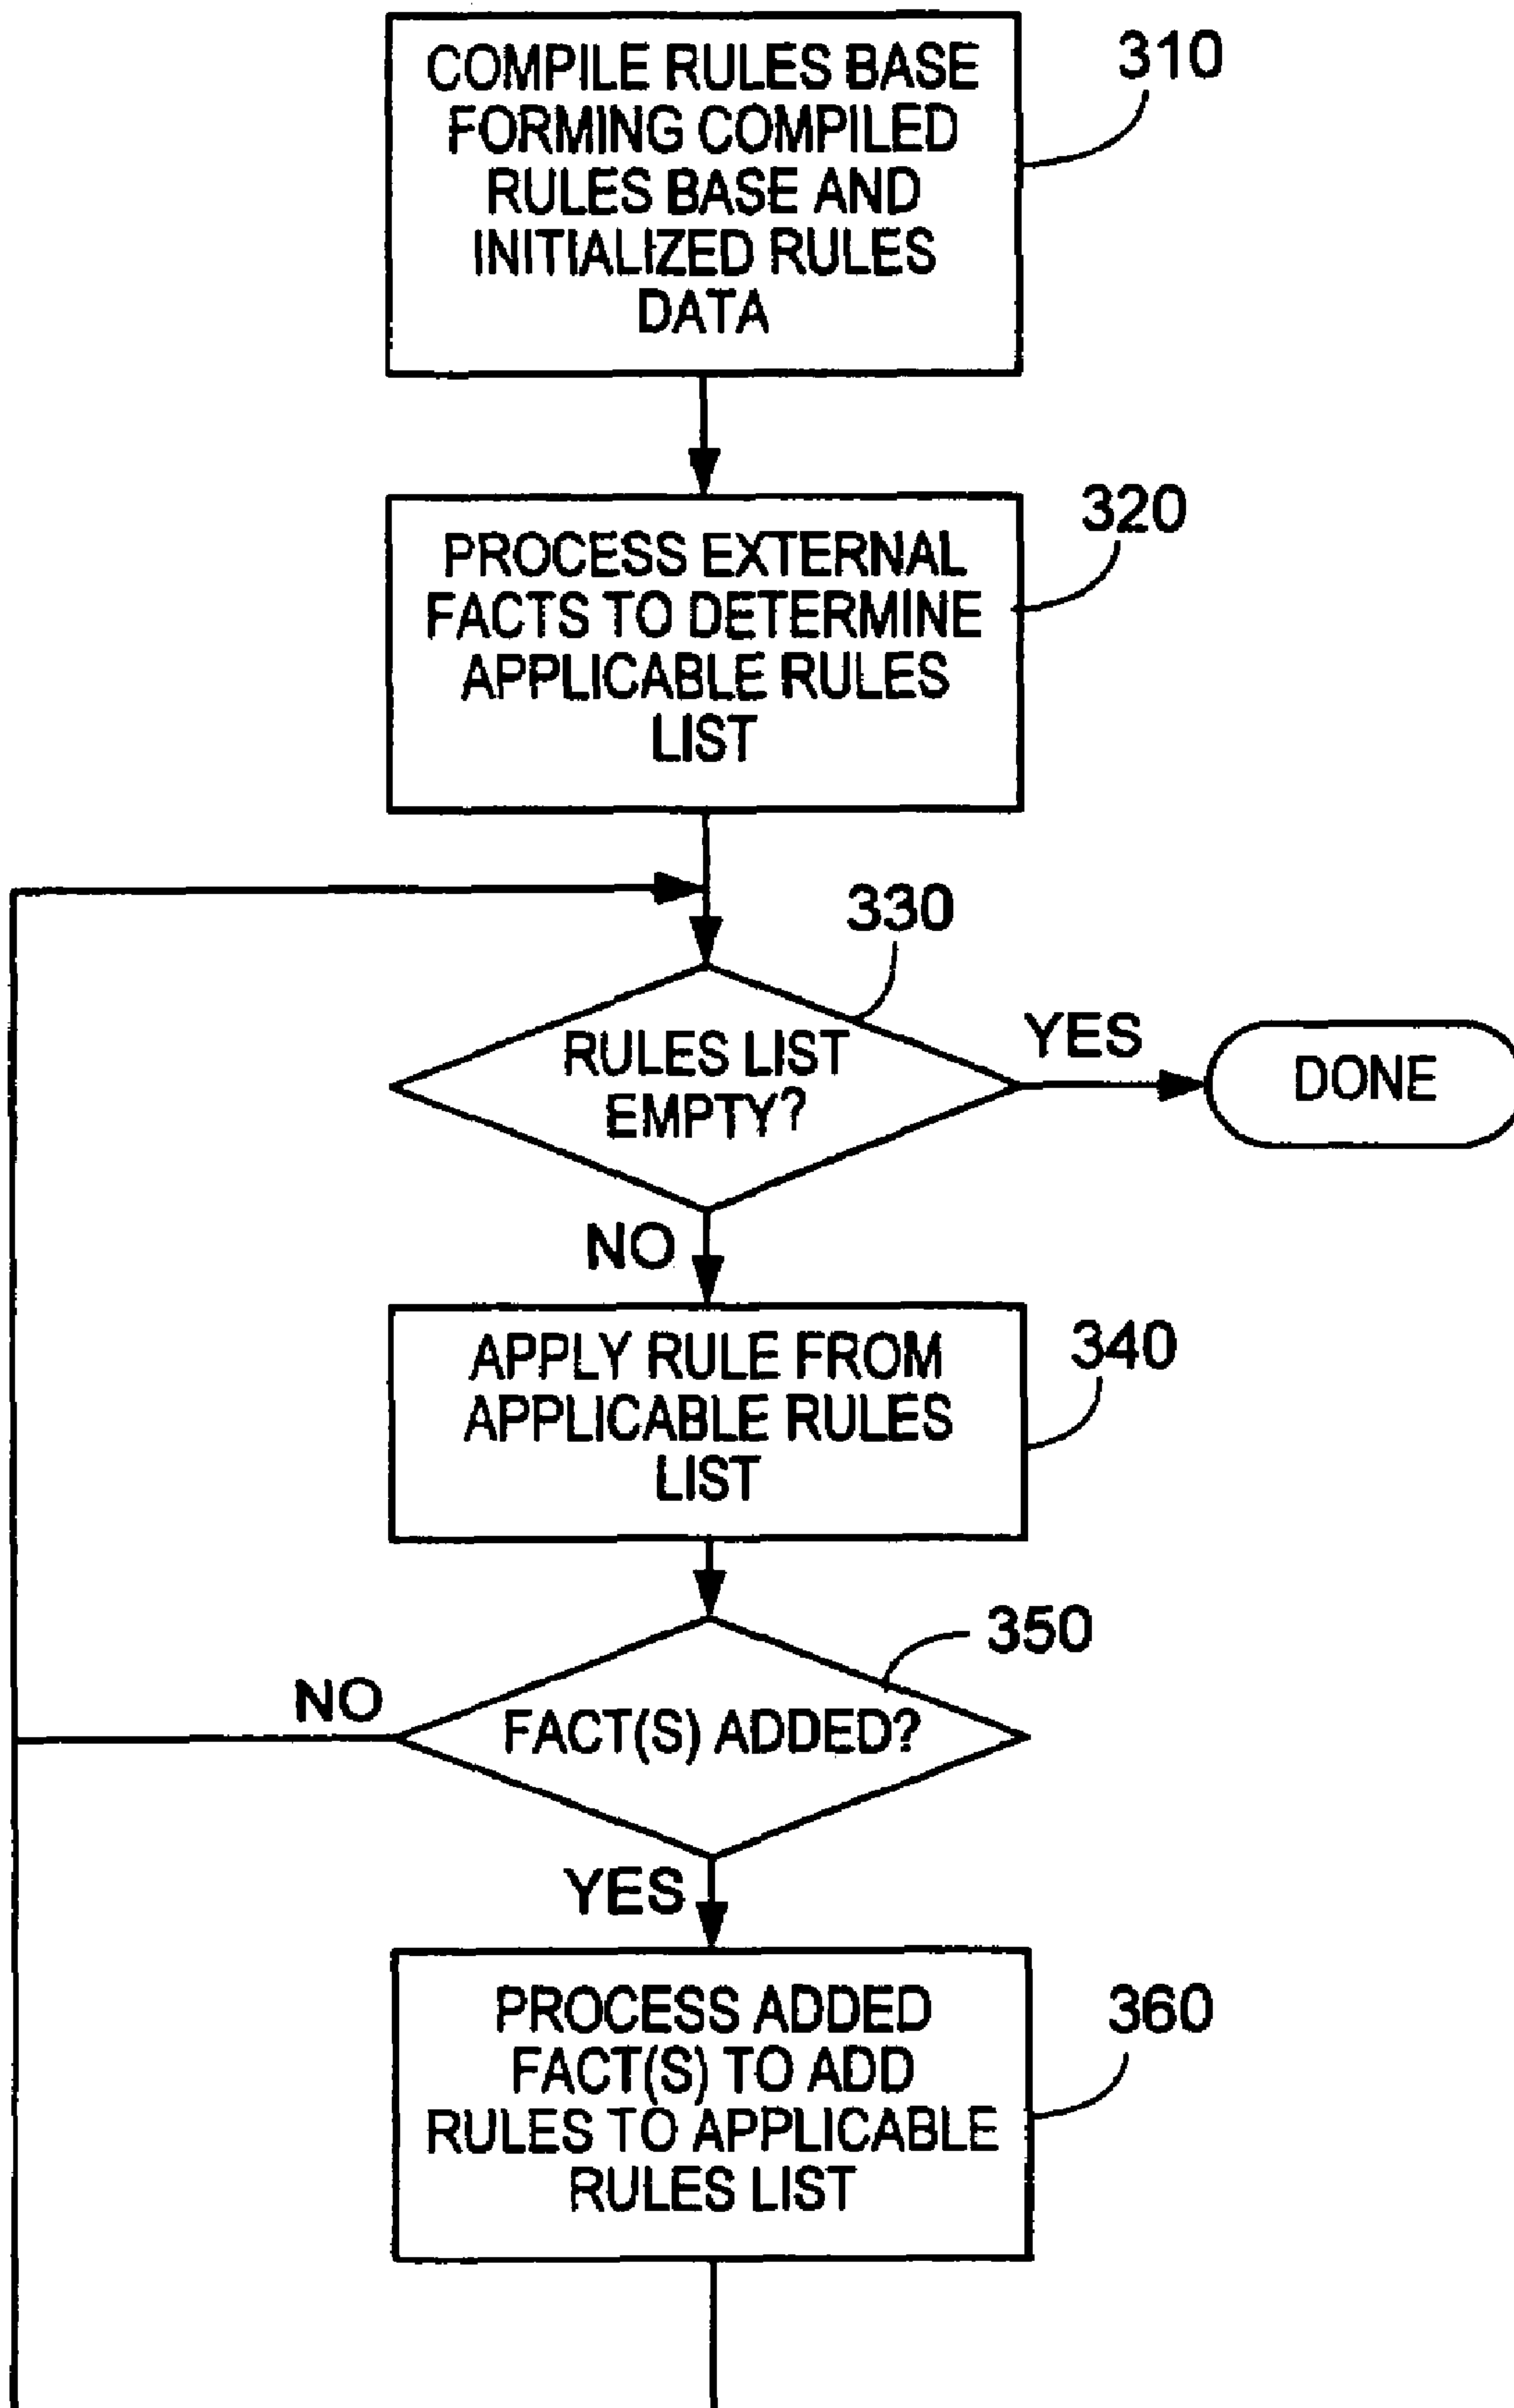 COMPILE RULES BASE
FORMING COMPILED
RULES BASE AND
INITIALIZED RULES
DATA
310
PROCESS EXTERNAL
FACTS TO DETERMINE
APPLICABLE RULES
LIST
320
330
RULES LIST
EMPTY?
YES
DONE
NO
APPLY RULE FROM
APPLICABLE RULES
LIST
340
350
FACT(S) ADDED?
NO
YES
PROCESS ADDED
FACT(S) TO ADD
RULES TO APPLICABLE
RULES LIST
360